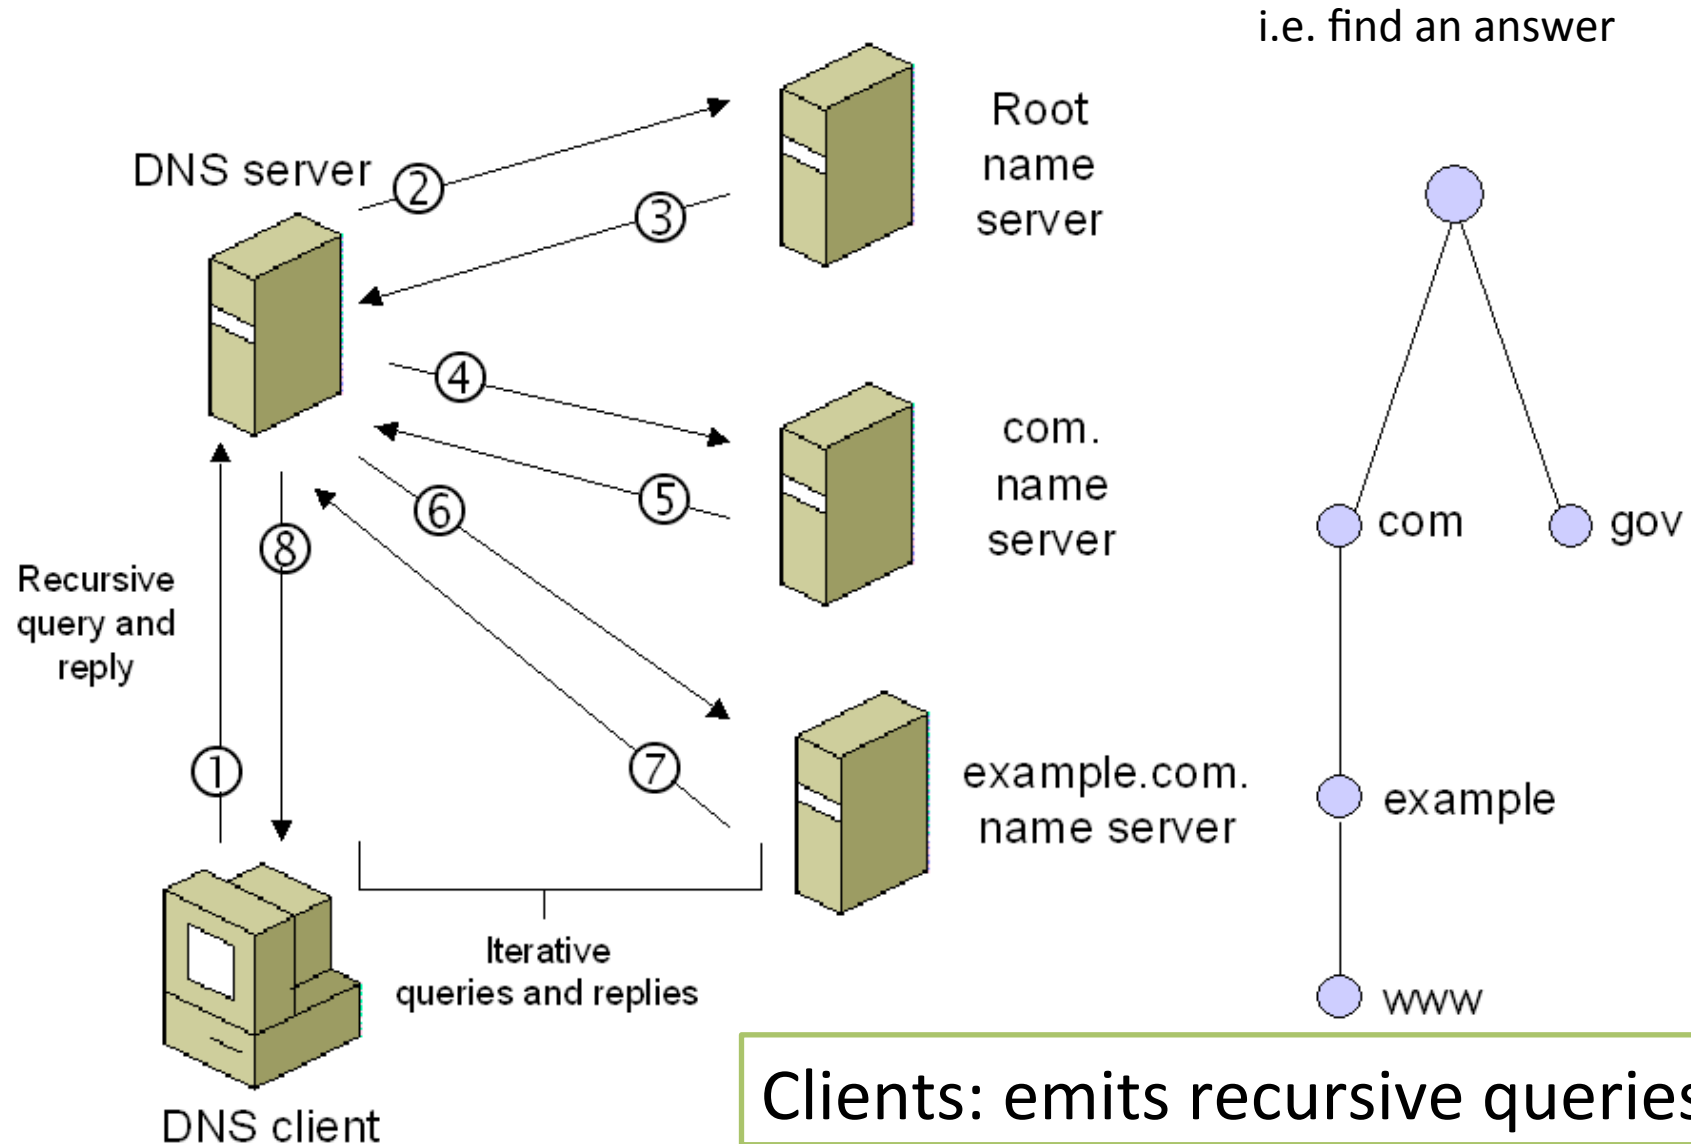 i.e. find an answer
DNS server
②
③
Root
name
server
④
⑤
com.
name
server
⑥
⑦
example.com.
name server
Recursive
query and
reply
①
⑧
Iterative
queries and replies
DNS client
com
gov
example
www
Clients: emits recursive queries